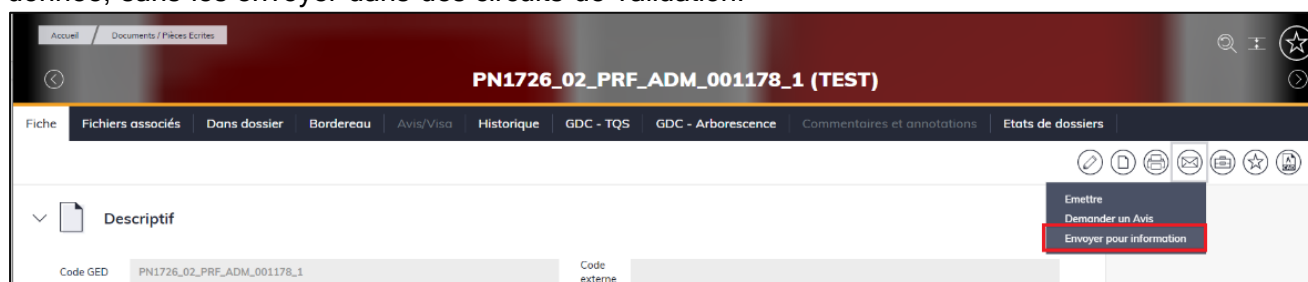 donnée, sans les envoyer dans des circuits de validation.
Accueil / Documents / Pièces Ecrites
PN1726_02_PRF_ADM_001178_1 (TEST)
Fiche Fichiers associés Dans dossier Bordereau Avis/Visa Historique GDC - TQS GDC - Arborescence Commentaires et annotations Etats de dossiers
Emettre
Demander un Avis
Envoyer pour information
Descriptif
Code GED PN1726_02_PRF_ADM_001178_1 Code
externe